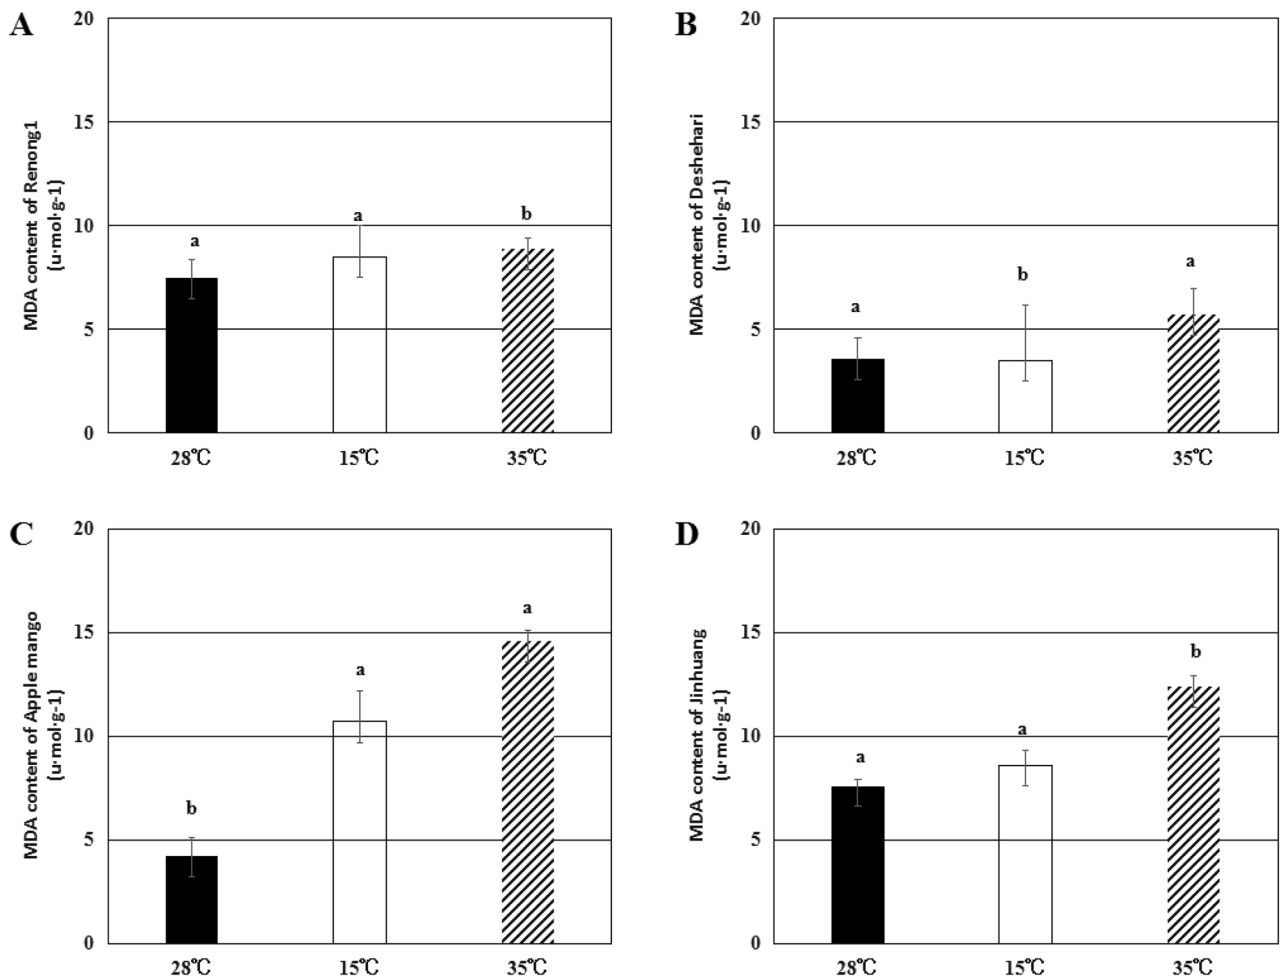 A
20
15
10
5
0
MDA content of Renong1
(u·mol·g-1)
a
a
b
28℃
15℃
35℃
B
20
15
10
5
0
MDA content of Deshehari
(u·mol·g-1)
a
b
a
28℃
15℃
35℃
C
20
15
10
5
0
MDA content of Apple mango
(u·mol·g-1)
b
a
a
28℃
15℃
35℃
D
20
15
10
5
0
MDA content of Jinhuang
(u·mol·g-1)
a
a
b
28℃
15℃
35℃